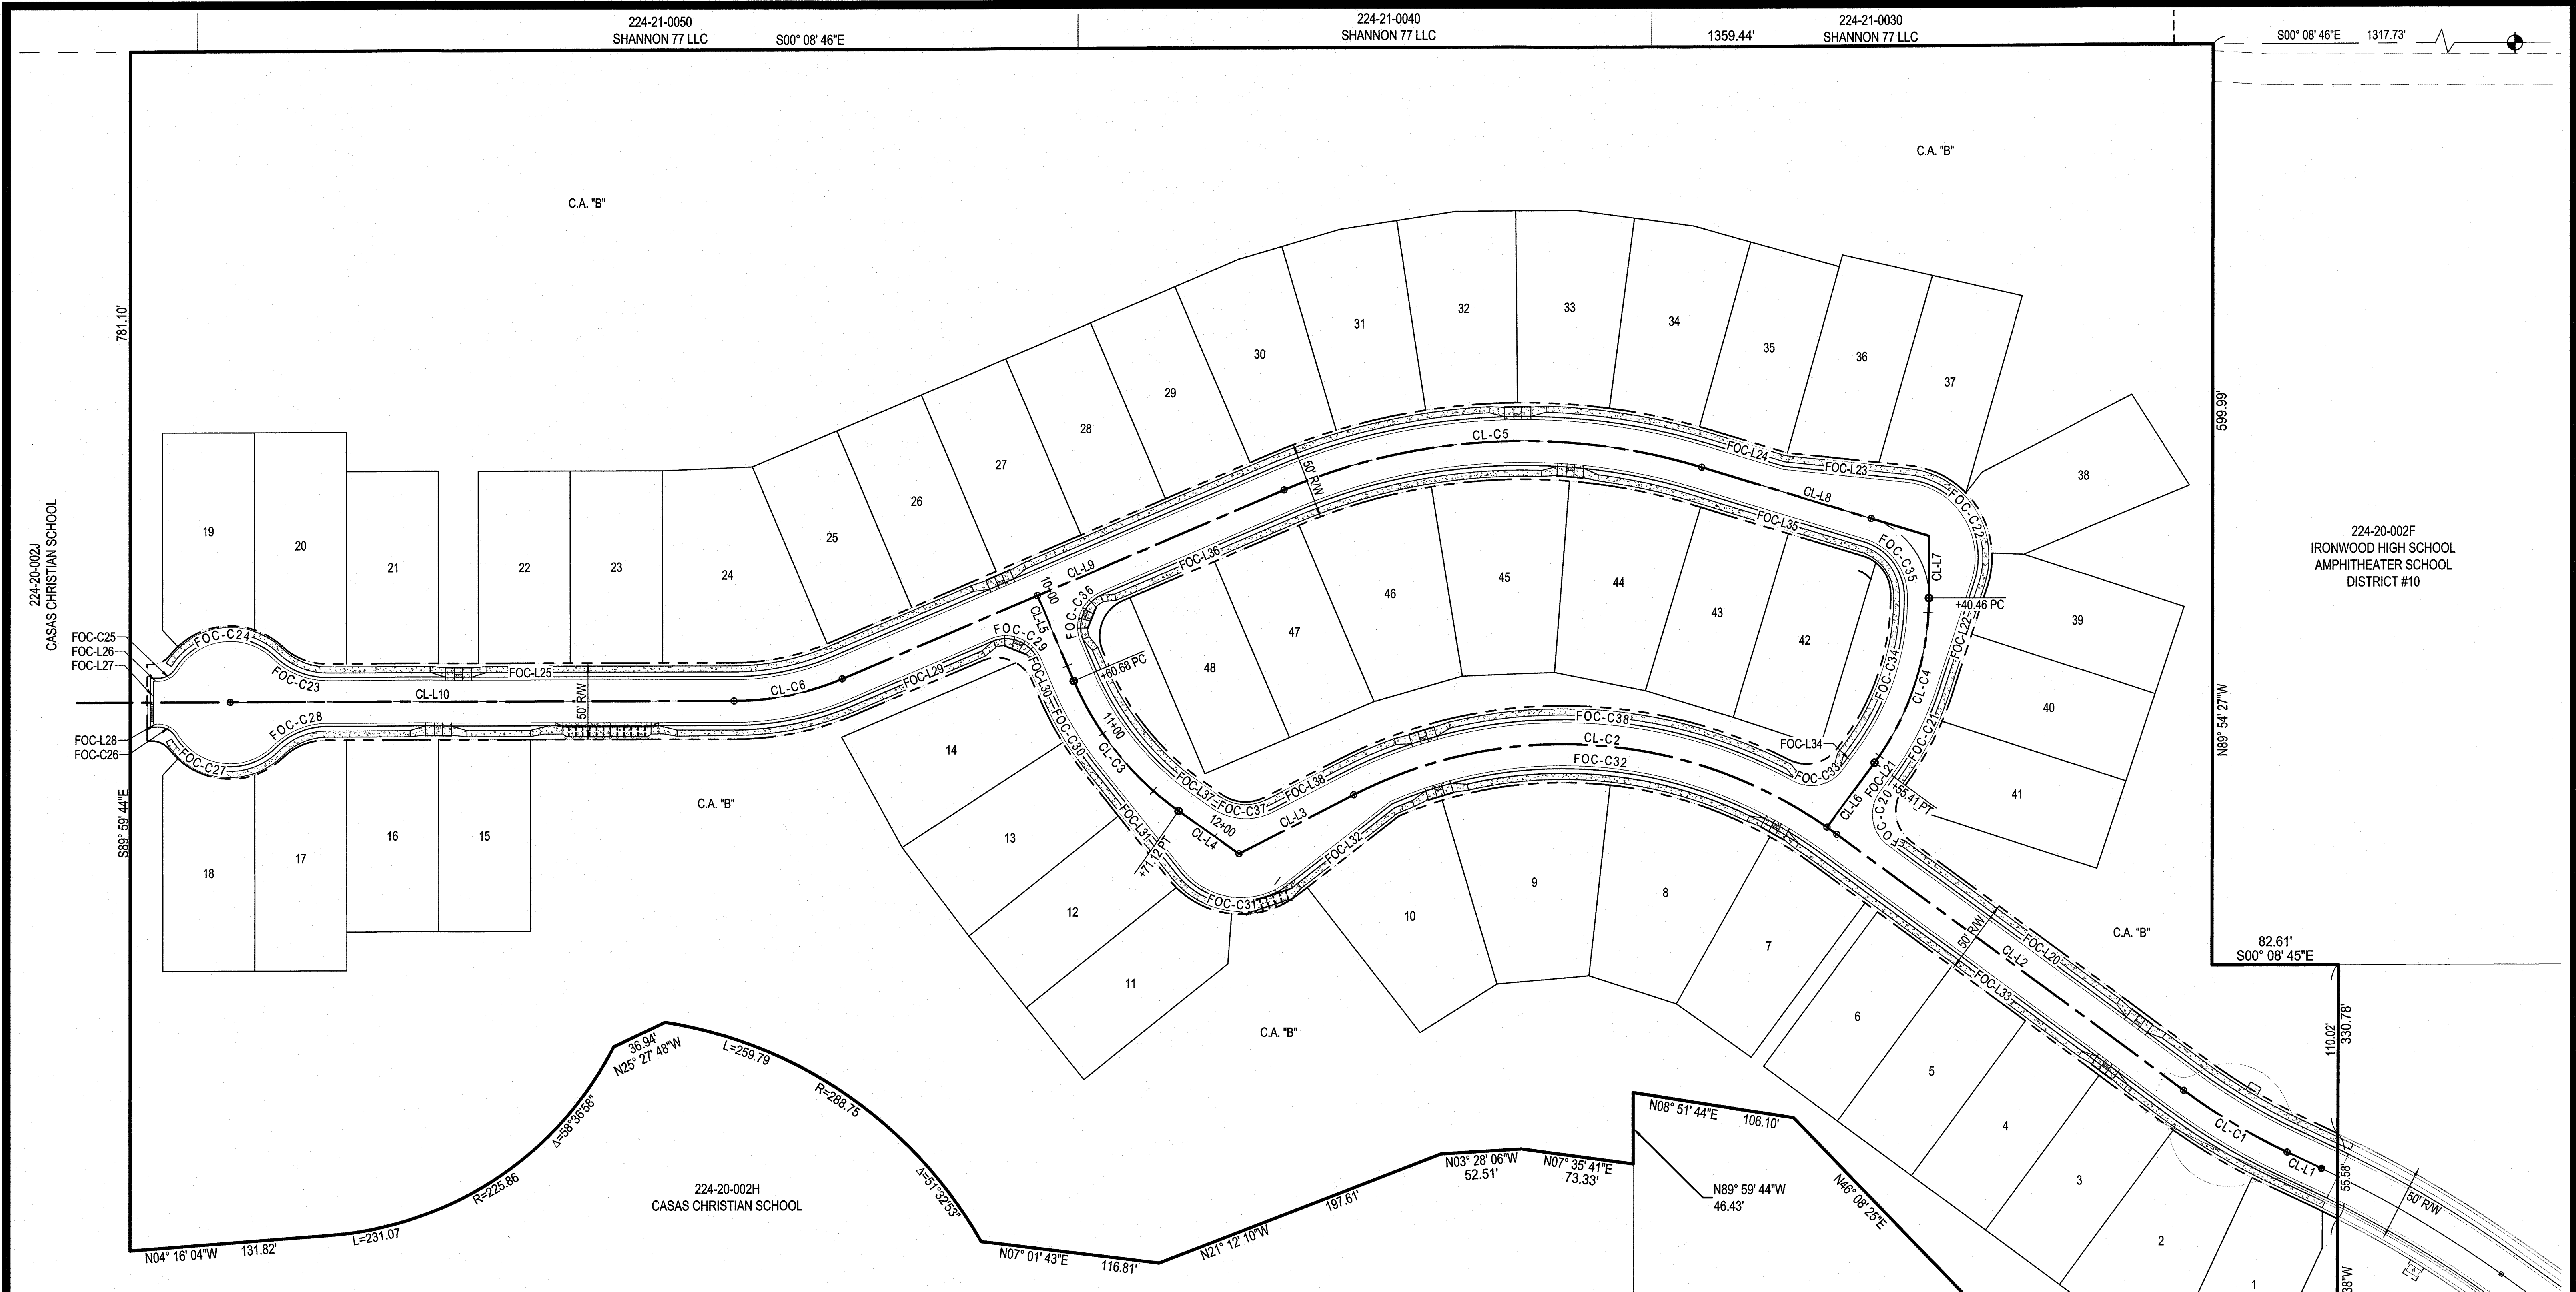 224-21-0050
SHANNON 77 LLC
S00° 08' 46"E
224-21-0040
SHANNON 77 LLC
1359.44'
224-21-0030
SHANNON 77 LLC
S00° 08' 46"E 1317.73'
C.A. "B"
C.A. "B"
781.10'
S89° 59' 44"E
224-20-002J
CASAS CHRISTIAN SCHOOL
599.99'
N89° 54' 27"W
224-20-002F
IRONWOOD HIGH SCHOOL
AMPHITHEATER SCHOOL
DISTRICT #10
19
20
21
22
23
24
25
26
27
28
29
30
31
32
33
34
35
36
37
38
39
40
41
42
43
44
45
46
47
48
FOC-C25
FOC-L26
FOC-L27
FOC-L28
FOC-C26
FOC-C24
FOC-C23
FOC-C28
FOC-C27
CL-L10
FOC-L25
50' R/W
CL-C6
FOC-L29
FOC-C29
FOC-L30
FOC-C30
FOC-L31
FOC-C31
FOC-L32
CL-L5
10+00
CL-L9
FOC-C36
FOC-L36
+60.68 PC
11+00
CL-C3
+71.12 PT
FOC-L37
FOC-C37
12+00
CL-L4
CL-L3
FOC-L38
FOC-C38
CL-C2
FOC-C32
50' R/W
CL-C5
FOC-L24
FOC-L23
CL-L8
FOC-L35
FOC-C35
FOC-C22
CL-L7
+40.46 PC
FOC-L22
FOC-C34
CL-C4
FOC-C21
FOC-L34
FOC-C33
FOC-L21
+55.41 PT
CL-L6
FOC-C20
50' R/W
CL-L2
FOC-L20
FOC-L33
CL-C1
CL-L1
50' R/W
C.A. "B"
C.A. "B"
C.A. "B"
18
17
16
15
14
13
12
11
10
9
8
7
6
5
4
3
2
1
82.61'
S00° 08' 45"E
110.02'
330.78'
55.58'
38"W
N04° 16' 04"W 131.82'
L=231.07
R=225.86
Δ=58°36'58"
36.94'
N25° 27' 48"W
L=259.79
R=288.75
Δ=51°32'53"
224-20-002H
CASAS CHRISTIAN SCHOOL
N07° 01' 43"E 116.81'
N21° 12' 10"W
197.61'
N03° 28' 06"W
52.51'
N07° 35' 41"E
73.33'
N08° 51' 44"E 106.10'
N89° 59' 44"W
46.43'
N46° 08' 25"E